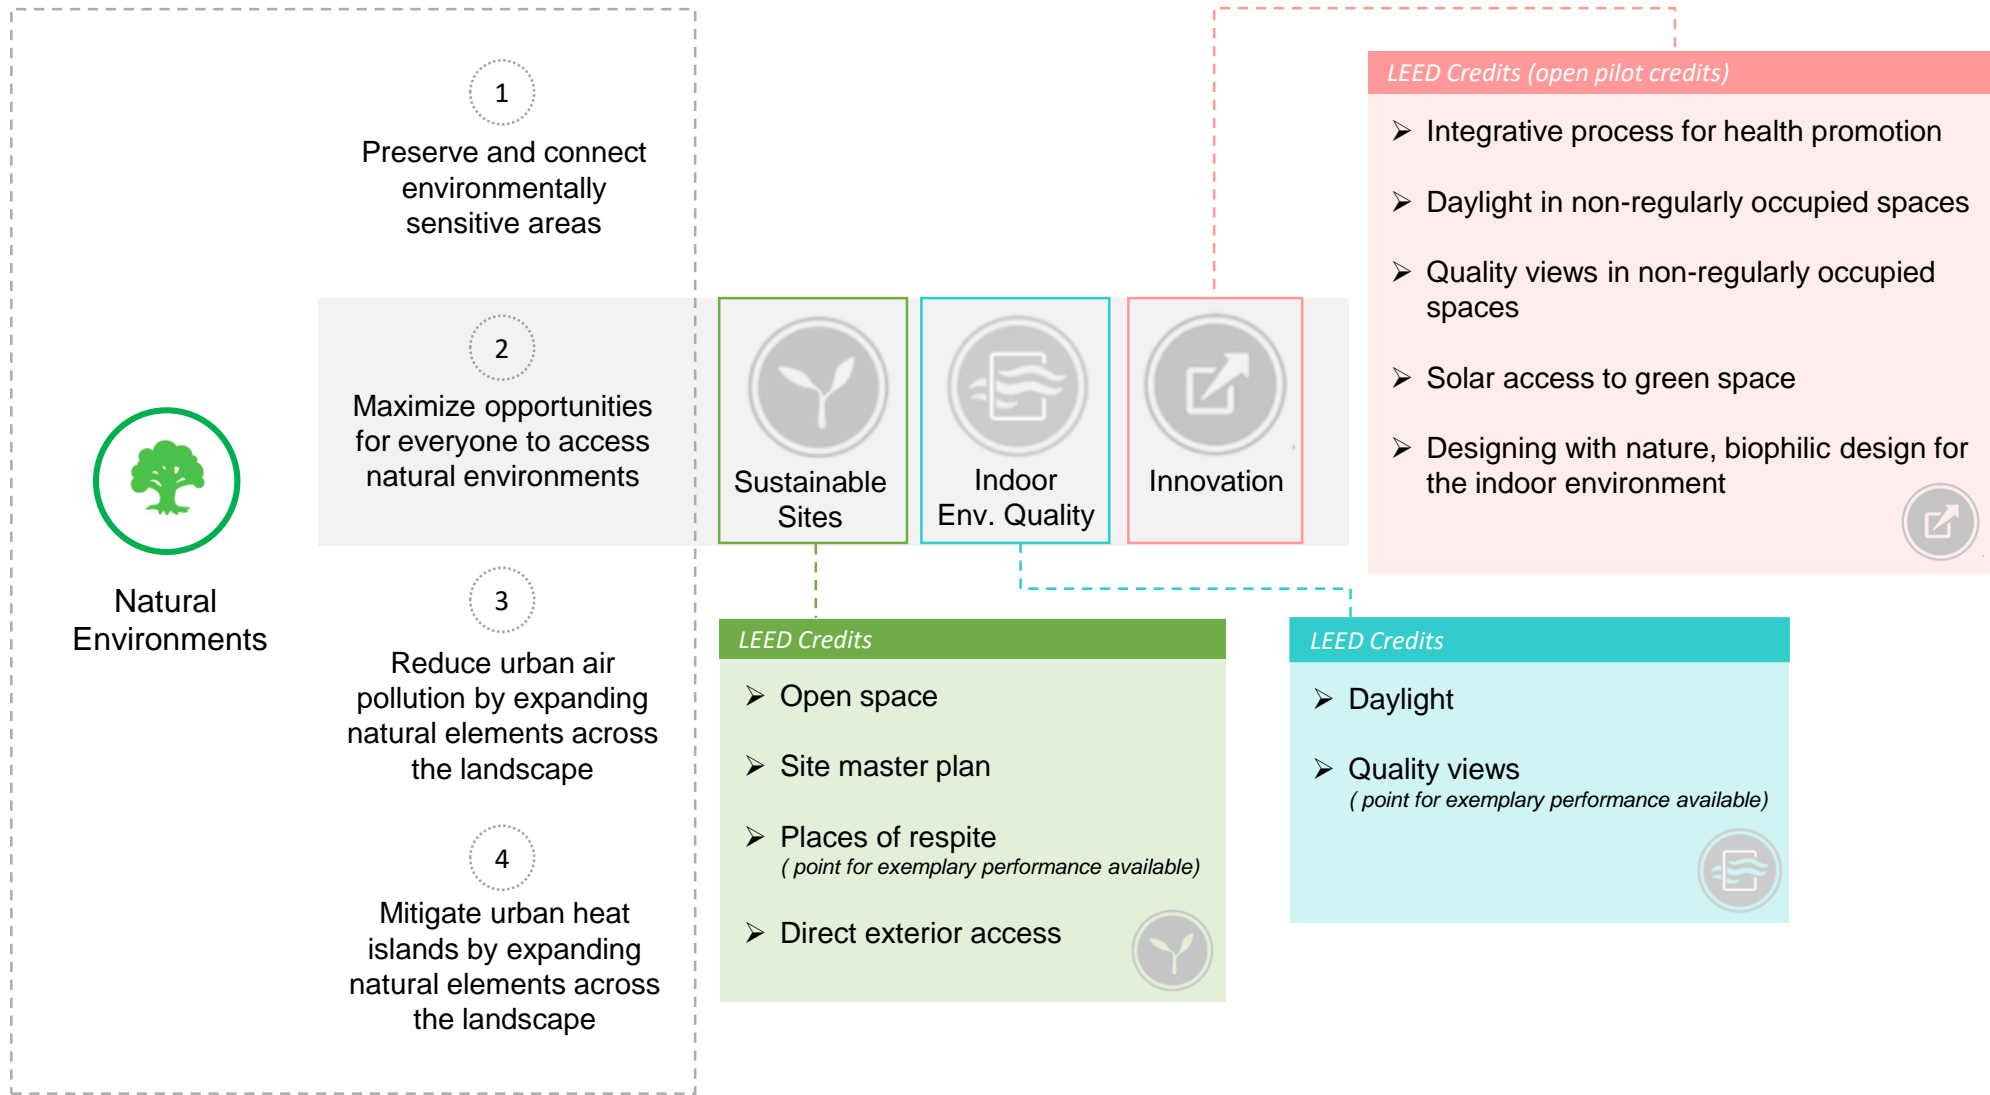 Natural
Environments
1
Preserve and connect
environmentally
sensitive areas
2
Maximize opportunities
for everyone to access
natural environments
3
Reduce urban air
pollution by expanding
natural elements across
the landscape
4
Mitigate urban heat
islands by expanding
natural elements across
the landscape
Sustainable
Sites
Indoor
Env. Quality
Innovation
LEED Credits (open pilot credits)
➢ Integrative process for health promotion
➢ Daylight in non-regularly occupied spaces
➢ Quality views in non-regularly occupied
spaces
➢ Solar access to green space
➢ Designing with nature, biophilic design for
the indoor environment
LEED Credits
➢ Open space
➢ Site master plan
➢ Places of respite
( point for exemplary performance available)
➢ Direct exterior access
LEED Credits
➢ Daylight
➢ Quality views
( point for exemplary performance available)